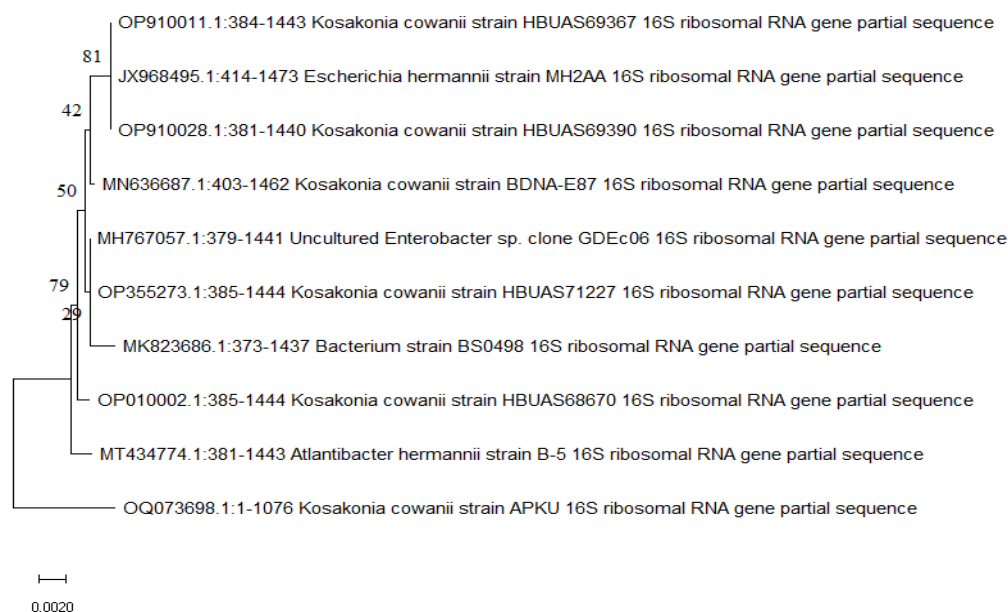 OP910011.1:384-1443 Kosakonia cowanii strain HBUAS69367 16S ribosomal RNA gene partial sequence
81
JX968495.1:414-1473 Escherichia hermannii strain MH2AA 16S ribosomal RNA gene partial sequence
42
OP910028.1:381-1440 Kosakonia cowanii strain HBUAS69390 16S ribosomal RNA gene partial sequence
50
MN636687.1:403-1462 Kosakonia cowanii strain BDNA-E87 16S ribosomal RNA gene partial sequence
MH767057.1:379-1441 Uncultured Enterobacter sp. clone GDEc06 16S ribosomal RNA gene partial sequence
79
OP355273.1:385-1444 Kosakonia cowanii strain HBUAS71227 16S ribosomal RNA gene partial sequence
29
MK823686.1:373-1437 Bacterium strain BS0498 16S ribosomal RNA gene partial sequence
OP010002.1:385-1444 Kosakonia cowanii strain HBUAS68670 16S ribosomal RNA gene partial sequence
MT434774.1:381-1443 Atlantibacter hermannii strain B-5 16S ribosomal RNA gene partial sequence
OQ073698.1:1-1076 Kosakonia cowanii strain APKU 16S ribosomal RNA gene partial sequence
0.0020